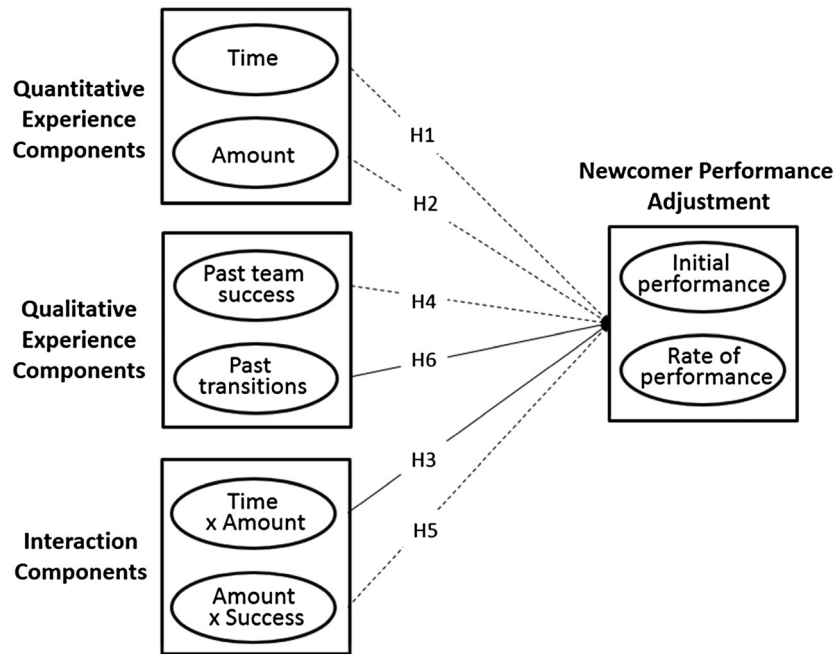 Quantitative
Experience
Components
Time
Amount
H1
H2
Newcomer Performance
Adjustment
Initial
performance
Rate of
performance
Qualitative
Experience
Components
Past team
success
Past
transitions
H4
H6
H3
H5
Interaction
Components
Time
x Amount
Amount
x Success